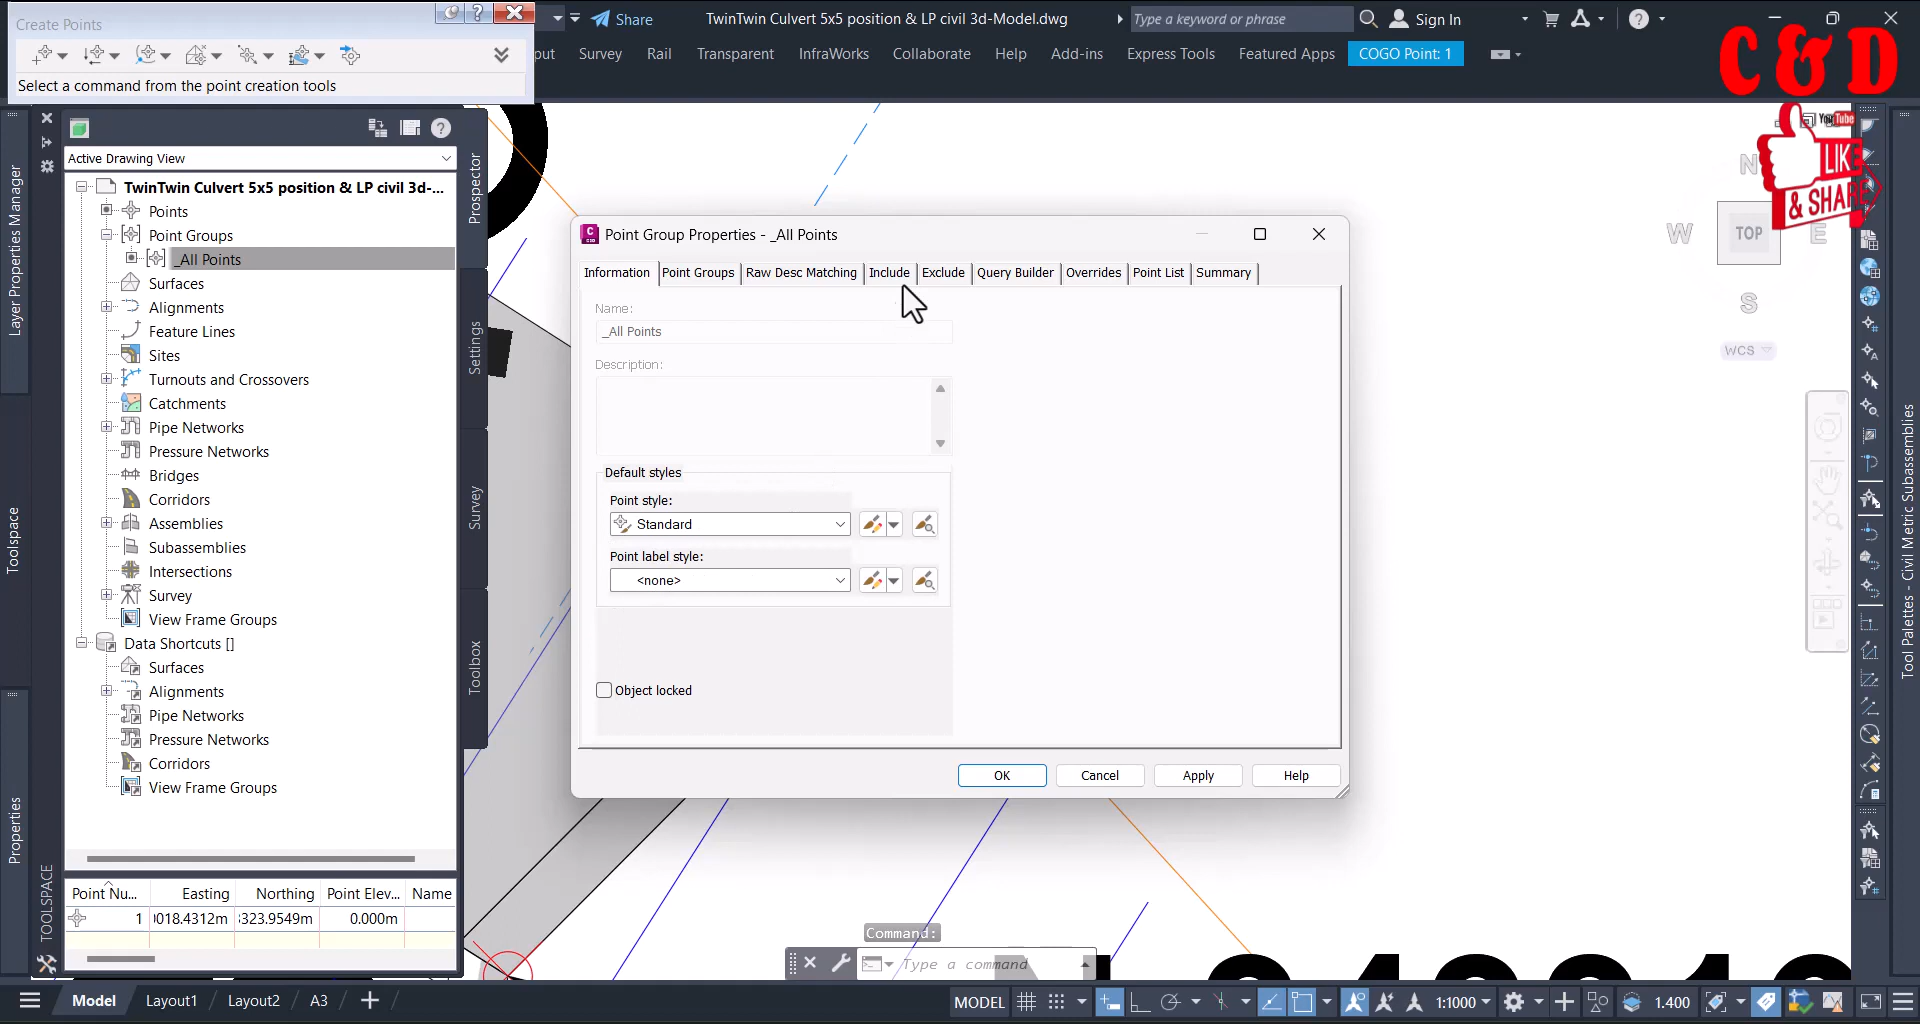 Create Points
Select a command from the point creation tools
Share
TwinTwin Culvert 5x5 position & LP civil 3d-Model.dwg
Type a keyword or phrase
Sign In
put
Survey
Rail
Transparent
InfraWorks
Collaborate
Help
Add-ins
Express Tools
Featured Apps
COGO Point: 1
C & D
YouTube
LIKE
& SHARE
N
W
TOP
E
S
WCS
Layer Properties Manager
Toolspace
Properties
TOOLSPACE
Active Drawing View
TwinTwin Culvert 5x5 position & LP civil 3d-...
Points
Point Groups
_All Points
Surfaces
Alignments
Feature Lines
Sites
Turnouts and Crossovers
Catchments
Pipe Networks
Pressure Networks
Bridges
Corridors
Assemblies
Subassemblies
Intersections
Survey
View Frame Groups
Data Shortcuts []
Surfaces
Alignments
Pipe Networks
Pressure Networks
Corridors
View Frame Groups
Prospector
Settings
Survey
Toolbox
Point Nu...
Easting
Northing
Point Elev...
Name
1
)018.4312m
:323.9549m
0.000m
Point Group Properties - _All Points
Information
Point Groups
Raw Desc Matching
Include
Exclude
Query Builder
Overrides
Point List
Summary
Name:
_All Points
Description:
Default styles
Point style:
Standard
Point label style:
<none>
Object locked
OK
Cancel
Apply
Help
Tool Palettes - Civil Metric Subassemblies
Command:
Type a command
Model
Layout1
Layout2
A3
MODEL
1:1000
1.400